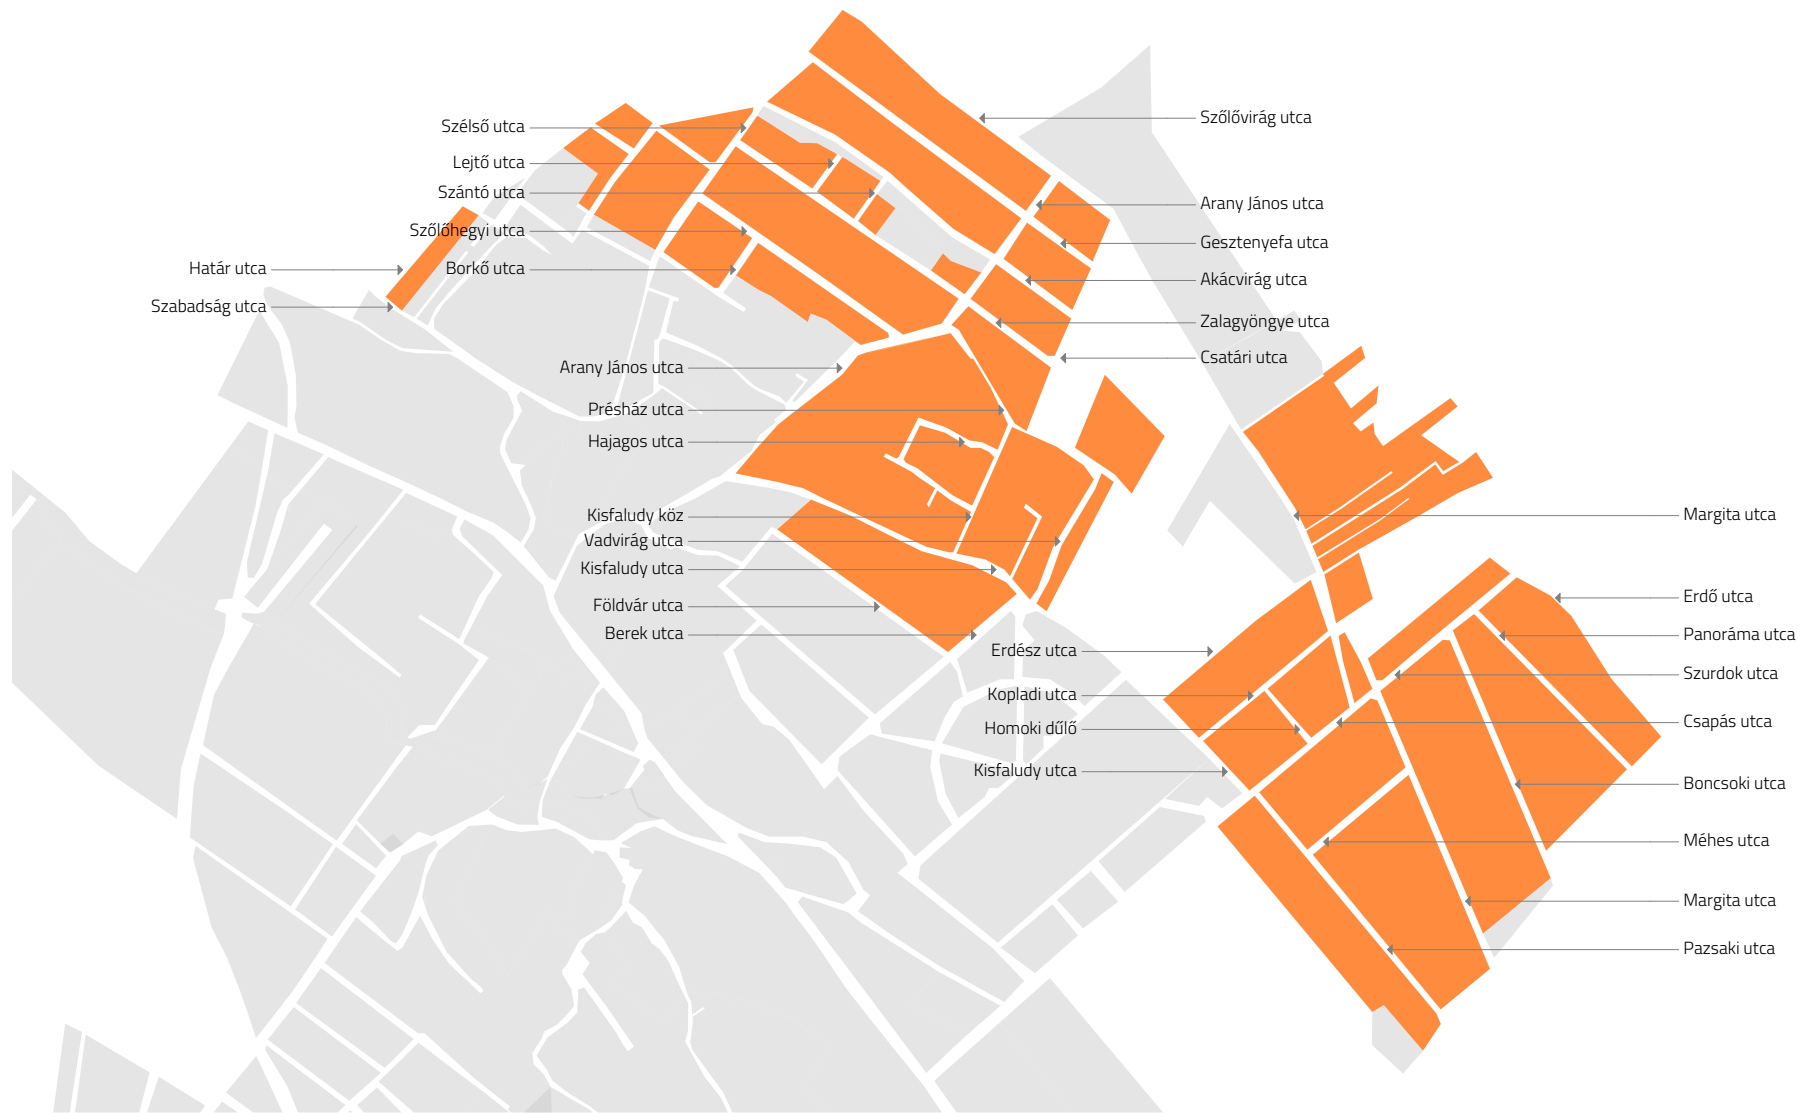 Szőlővirág utca
Szélső utca
Lejtő utca
Szántó utca
Arany János utca
Szőlőhegyi utca
Gesztenyefa utca
Határ utca
Borkő utca
Akácvirág utca
Szabadság utca
Zalagyöngye utca
Csatári utca
Arany János utca
Présház utca
Hajagos utca
Kisfaludy köz
Margita utca
Vadvirág utca
Kisfaludy utca
Erdő utca
Földvár utca
Berek utca
Panoráma utca
Erdész utca
Szurdok utca
Kopladi utca
Csapás utca
Homoki dűlő
Kisfaludy utca
Boncsoki utca
Méhes utca
Margita utca
Pazsaki utca